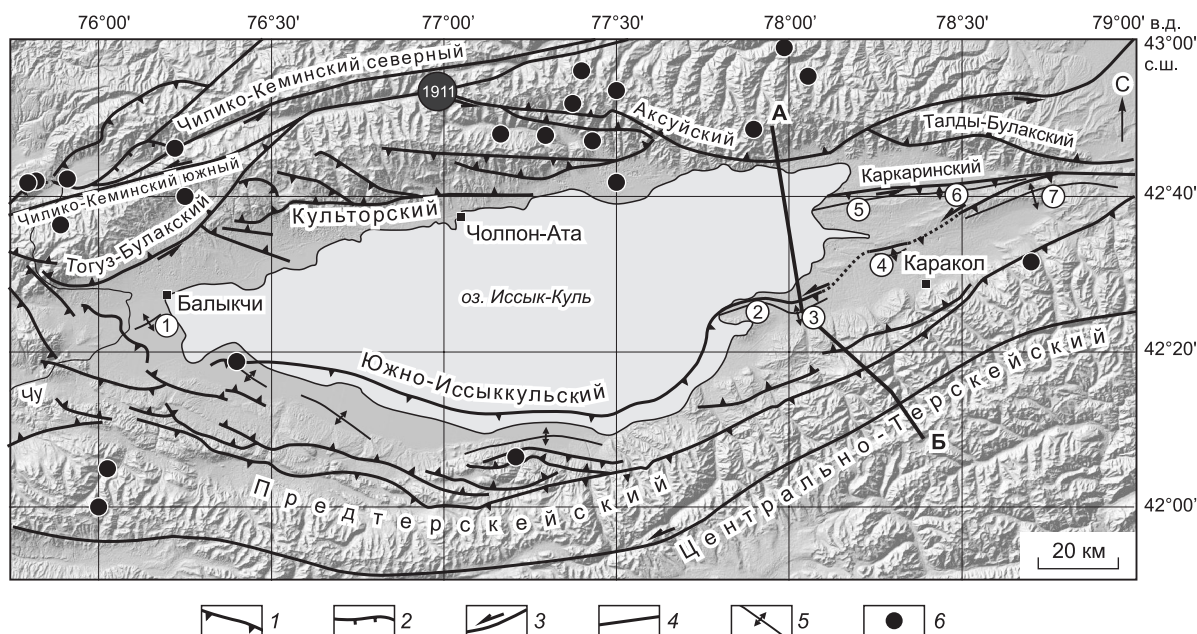 76°00' 76°30' 77°00' 77°30' 78°00' 78°30' 79°00' в.д.
43°00' с.ш.
Чилико-Кеминский северный
1911
Аксуйский
А
С
Талды-Булакский
Каркаринский
Чилико-Кеминский южный
42°40'
5 6 7
Культорский
Тогуз-Булакский
Чолпон-Ата
4
Каракол
Балыкчи
оз. Иссык-Куль
1
2 3
42°20'
Южно-Иссыккульский
Чу
Центрально-Терскейский
Б
Предтерскейский
42°00'
20 км
1 2 3 4 5 6